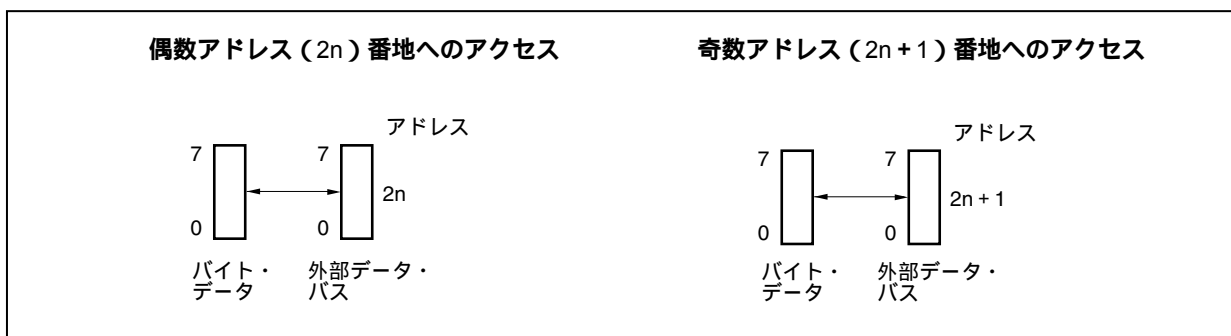 偶数アドレス（2n）番地へのアクセス
アドレス
7
7
2n
0
0
バイト・
データ
外部データ・
バス
奇数アドレス（2n + 1）番地へのアクセス
アドレス
7
7
2n + 1
0
0
バイト・
データ
外部データ・
バス